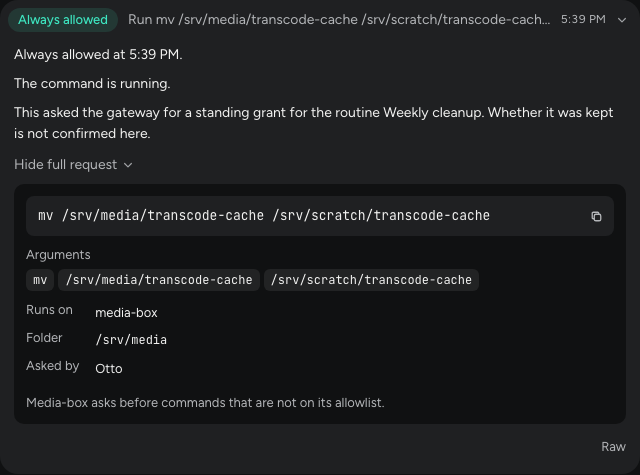 Always allowed Run mv /srv/media/transcode-cache /srv/scratch/transcode-cach... 5:39 PM
Always allowed at 5:39 PM.
The command is running.
This asked the gateway for a standing grant for the routine Weekly cleanup. Whether it was kept
is not confirmed here.
Hide full request
mv /srv/media/transcode-cache /srv/scratch/transcode-cache
Arguments
mv /srv/media/transcode-cache /srv/scratch/transcode-cache
Runs on media-box
Folder /srv/media
Asked by Otto
Media-box asks before commands that are not on its allowlist.
Raw